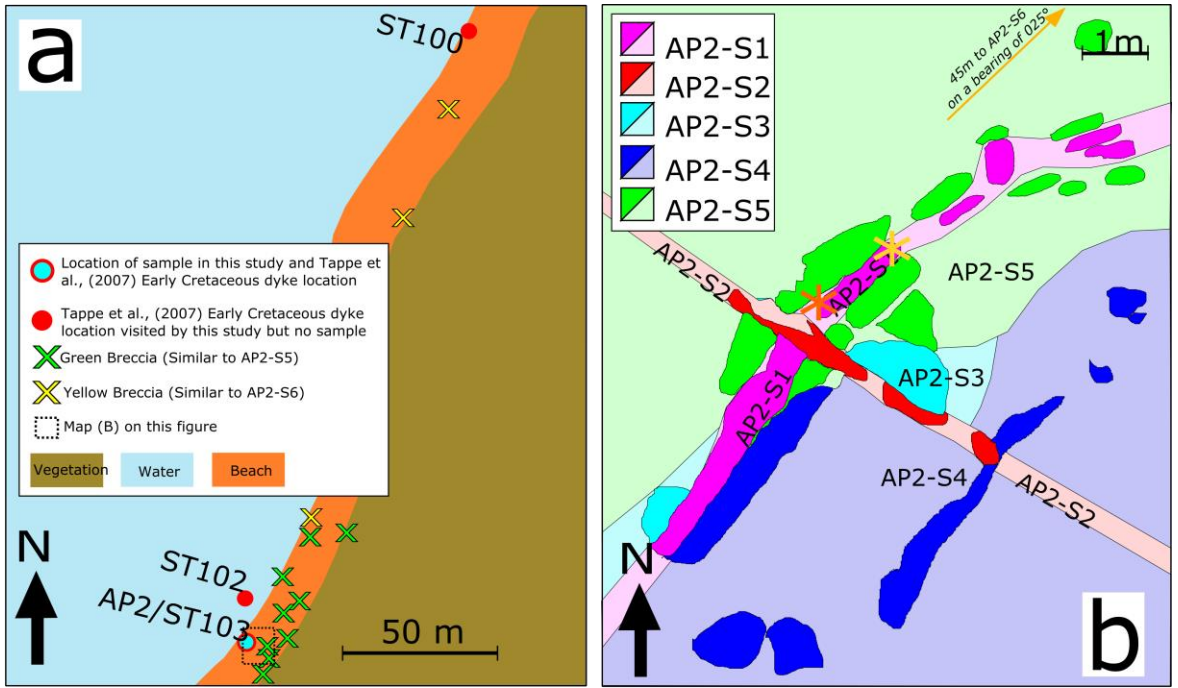 a
ST100
Location of sample in this study and Tappe et
al., (2007) Early Cretaceous dyke location
Tappe et al., (2007) Early Cretaceous dyke
location visited by this study but no sample
Green Breccia (Similar to AP2-S5)
Yellow Breccia (Similar to AP2-S6)
Map (B) on this figure
Vegetation
Water
Beach
N
ST102
AP2/ST103
50 m
AP2-S1
AP2-S2
AP2-S3
AP2-S4
AP2-S5
45m to AP2-S6
on a bearing of 025°
1m
AP2-S2
AP2-S
AP2-S5
AP2-S1
AP2-S3
AP2-S4
AP2-S2
N
b